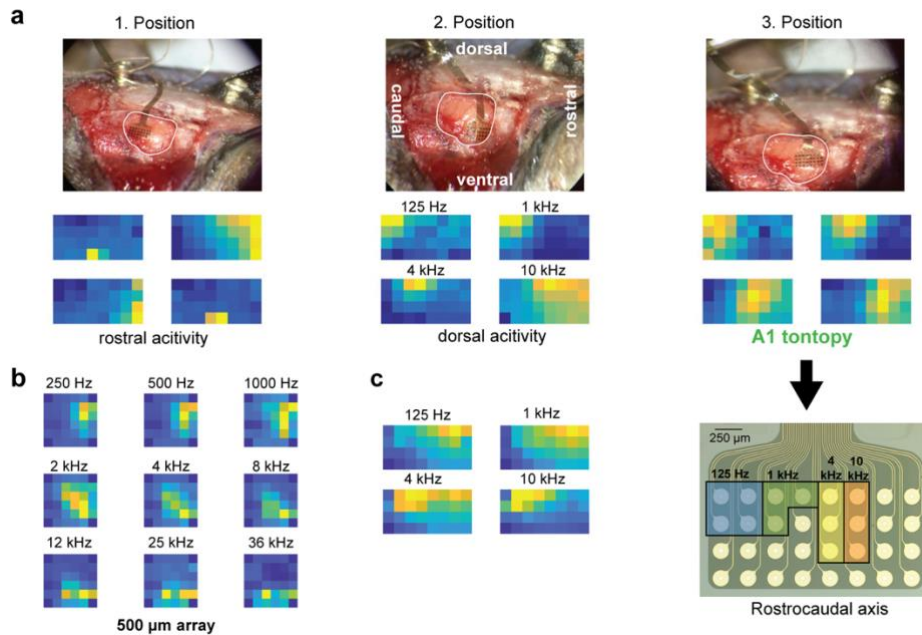 a
1. Position
2. Position
3. Position
dorsal
caudal
rostral
ventral
125 Hz
1 kHz
4 kHz
10 kHz
rostral acitivity
dorsal acitivity
A1 tontopy
b
250 Hz
500 Hz
1000 Hz
2 kHz
4 kHz
8 kHz
12 kHz
25 kHz
36 kHz
500 µm array
c
125 Hz
1 kHz
4 kHz
10 kHz
250 µm
125 Hz
1 kHz
4
kHz
10
kHz
Rostrocaudal axis